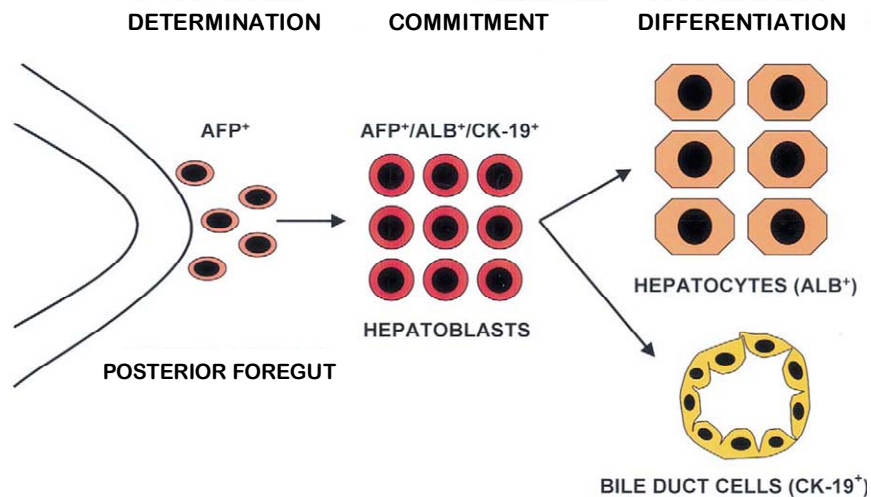 DETERMINATION COMMITMENT DIFFERENTIATION
AFP⁺ AFP⁺/ALB⁺/CK-19⁺
HEPATOCYTES (ALB⁺)
HEPATOBLASTS
POSTERIOR FOREGUT
BILE DUCT CELLS (CK-19⁺)